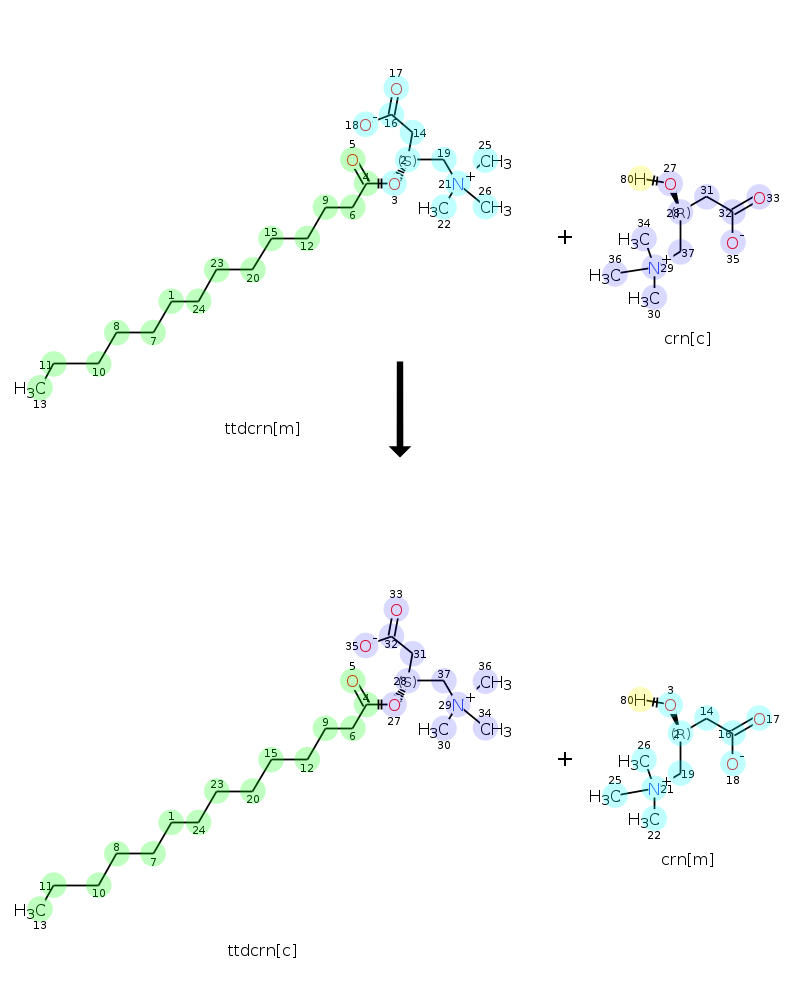 17
O
18 O- 16 14 25
5 O 2 (S) 19 CH3
4 O 21 N+ 26
9 3 H3C CH3
6 22
15 12
23 20
1 24
8 7
11 10
H3C
13
ttdcrn[m]
+
27
80 H O 31 O 33
28 (R) 32
34 H3C 37 O-
36 H3C N+ 29 35
H3C
30
crn[c]
33
O
35 O- 32 31 36
5 O 28 (S) 37 CH3
4 O 29 N+ 34
9 27 H3C CH3
6 30
15 12
23 20
1 24
8 7
11 10
H3C
13
ttdcrn[c]
+
3
80 H O 14 O 17
2 (R) 16
26 H3C 19 O-
25 H3C N+ 21 18
H3C
22
crn[m]